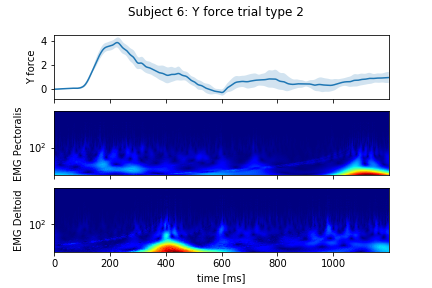 Subject 6: Y force trial type 2
4
2
0
Y force
10²
EMG Pectoralis
10²
EMG Deltoid
0 200 400 600 800 1000
time [ms]